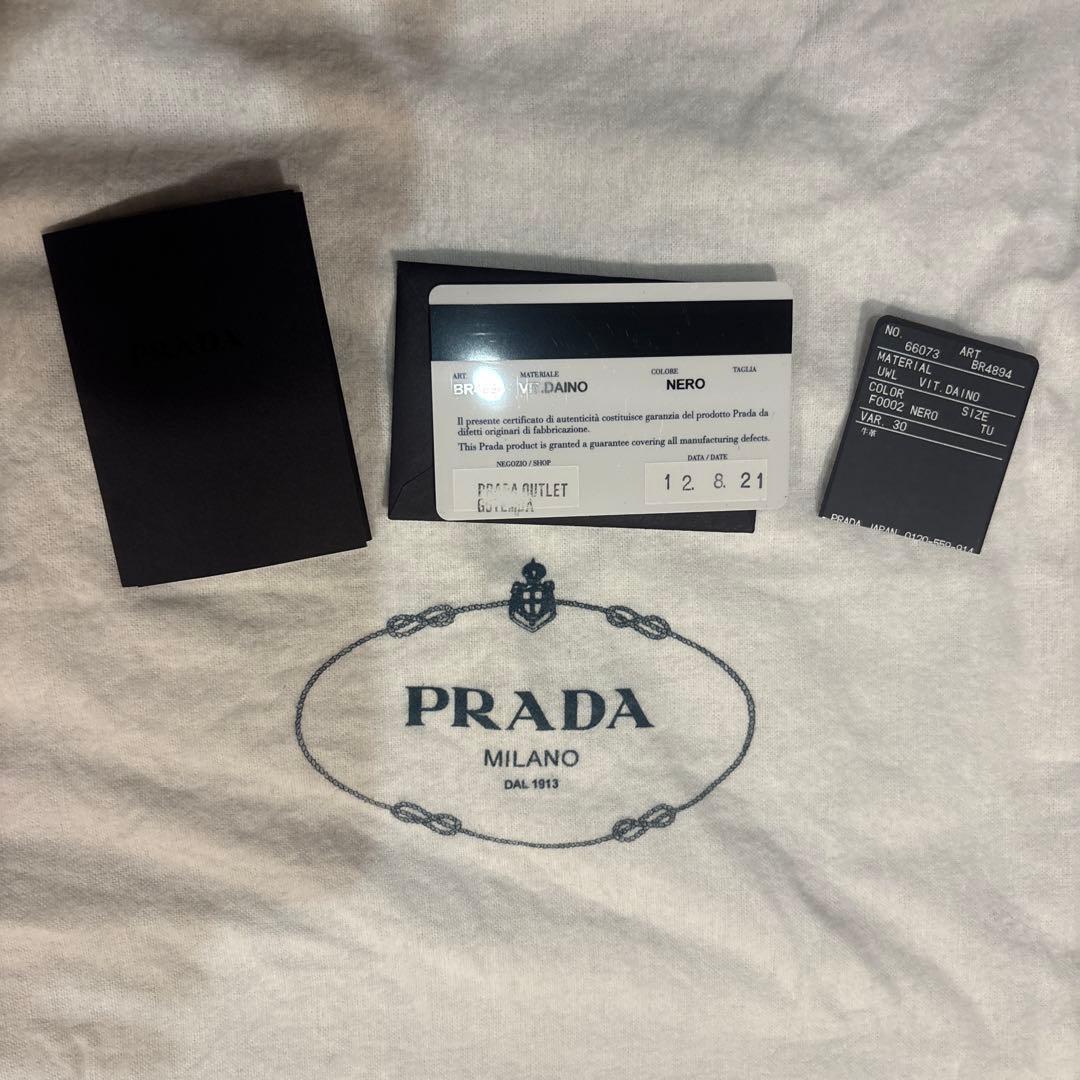 PRADA
ART. MATERIALE COLORE TAGLIA
VIT.DAINO NERO
Il presente certificato di autenticità costituisce garanzia del prodotto Prada da
difetti originari di fabbricazione.
This Prada product is granted a guarantee covering all manufacturing defects.
NEGOZIO / SHOP DATA / DATE
PRADA OUTLET
12. 8. 21
NO. 66073 ART BR4894
MATERIAL
UWL VIT.DAINO
COLOR SIZE
F0002 NERO TU
VAR. 30
牛革
PRADA JAPAN 0120-559-914
PRADA
MILANO
DAL 1913